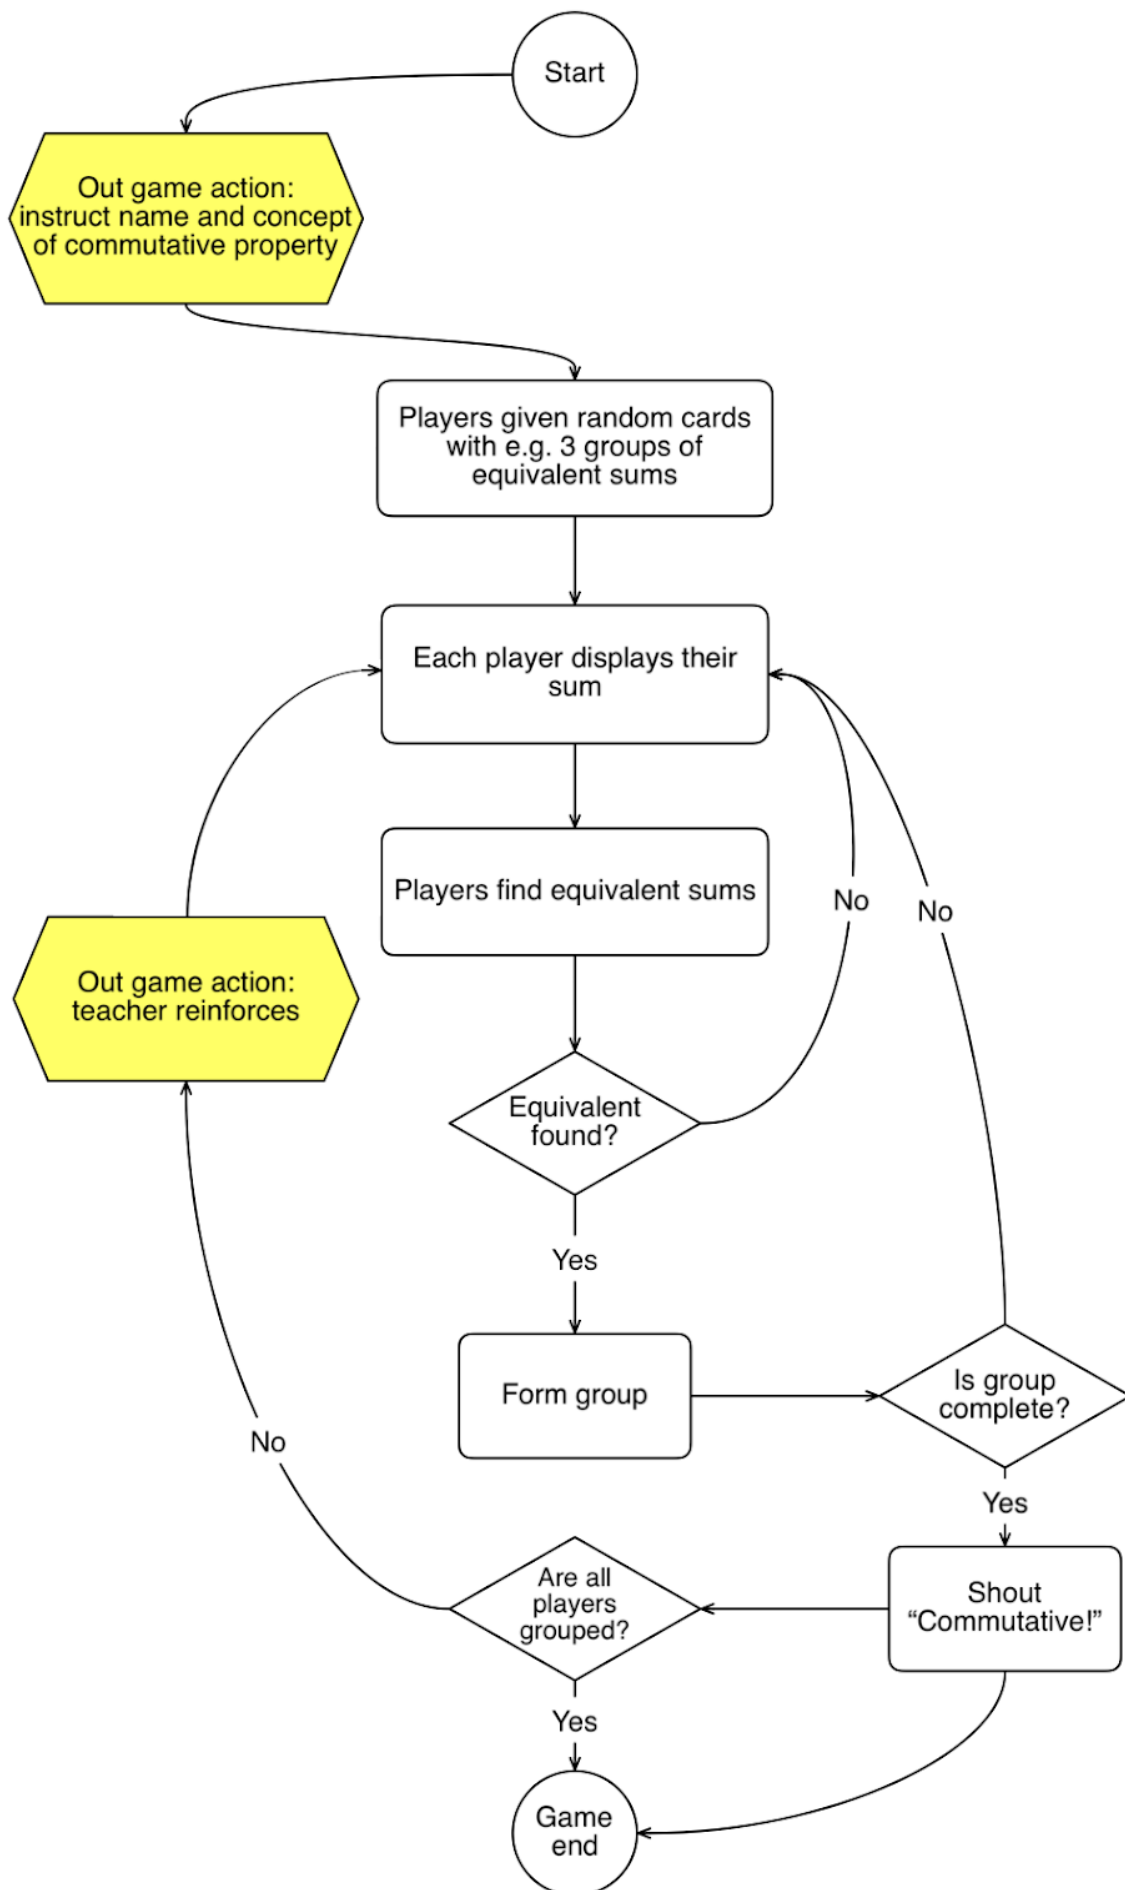 Start
Out game action:
instruct name and concept
of commutative property
Players given random cards
with e.g. 3 groups of
equivalent sums
Each player displays their
sum
Players find equivalent sums
No
No
Out game action:
teacher reinforces
Equivalent
found?
Yes
Form group
Is group
complete?
No
Yes
Are all
players
grouped?
Shout
“Commutative!”
Yes
Game
end